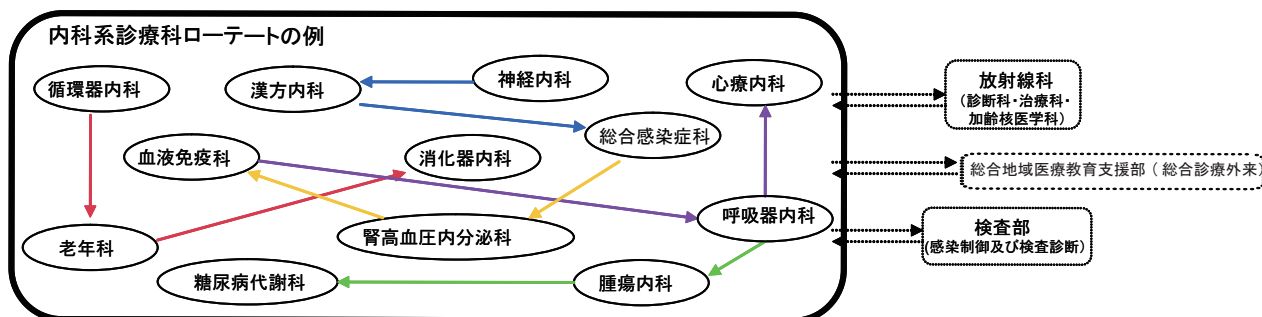 内科系診療科ローテートの例
循環器内科
漢方内科
神経内科
心療内科
放射線科
(診断科・治療科・
加齢核医学科)
血液免疫科
消化器内科
総合感染症科
総合地域医療教育支援部(総合診療外来)
老年科
腎高血圧内分泌科
呼吸器内科
検査部
(感染制御及び検査診断)
糖尿病代謝科
腫瘍内科